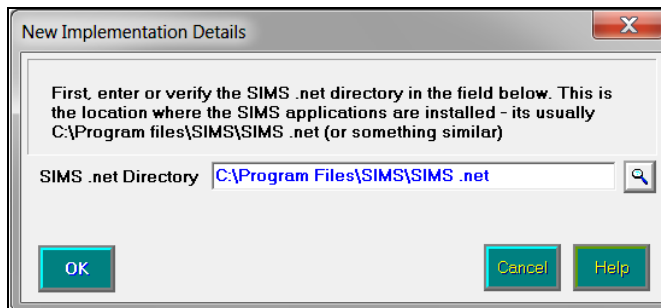 New Implementation Details
First, enter or verify the SIMS .net directory in the field below. This is
the location where the SIMS applications are installed - its usually
C:\Program files\SIMS\SIMS .net (or something similar)
SIMS .net Directory C:\Program Files\SIMS\SIMS .net
OK Cancel Help